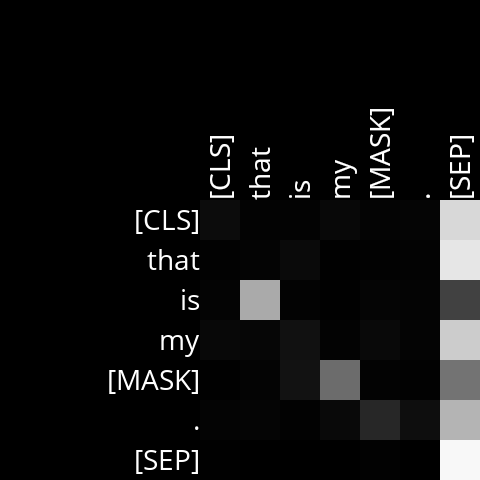 [CLS]
that
is
my
[MASK]
.
[SEP]
[CLS]
that
is
my
[MASK]
.
[SEP]